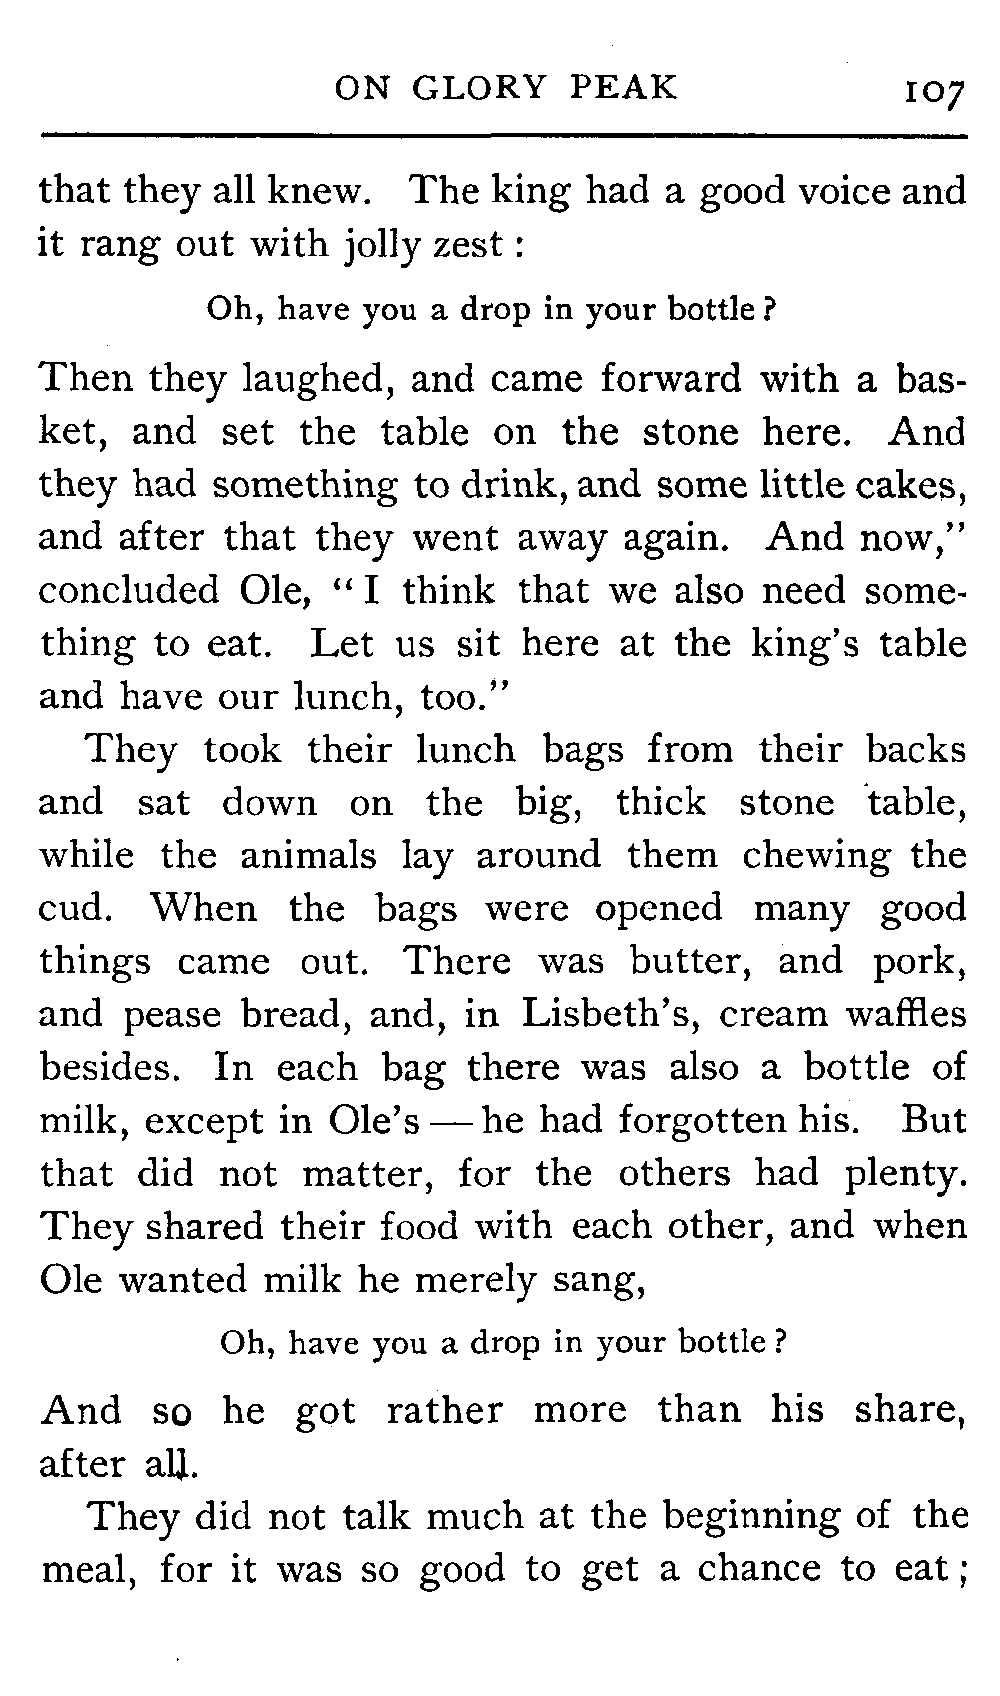 ON GLORY PEAK 107
that they all knew. The king had a good voice and
it rang out with jolly zest :
Oh, have you a drop in your bottle ?
Then they laughed, and came forward with a bas-
ket, and set the table on the stone here. And
they had something to drink, and some little cakes,
and after that they went away again. And now,"
concluded Ole, "I think that we also need some-
thing to eat. Let us sit here at the king's table
and have our lunch, too."
They took their lunch bags from their backs
and sat down on the big, thick stone table,
while the animals lay around them chewing the
cud. When the bags were opened many good
things came out. There was butter, and pork,
and pease bread, and, in Lisbeth's, cream waffles
besides. In each bag there was also a bottle of
milk, except in Ole's — he had forgotten his. But
that did not matter, for the others had plenty.
They shared their food with each other, and when
Ole wanted milk he merely sang,
Oh, have you a drop in your bottle ?
And so he got rather more than his share,
after all.
They did not talk much at the beginning of the
meal, for it was so good to get a chance to eat ;